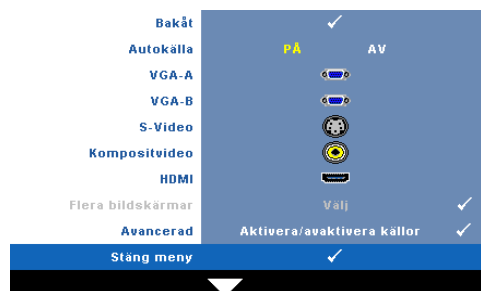 Bakåt
Autokälla PÅ AV
VGA-A
VGA-B
S-Video
Kompositvideo
HDMI
Flera bildskärmar Välj
Avancerad Aktivera/avaktivera källor
Stäng meny